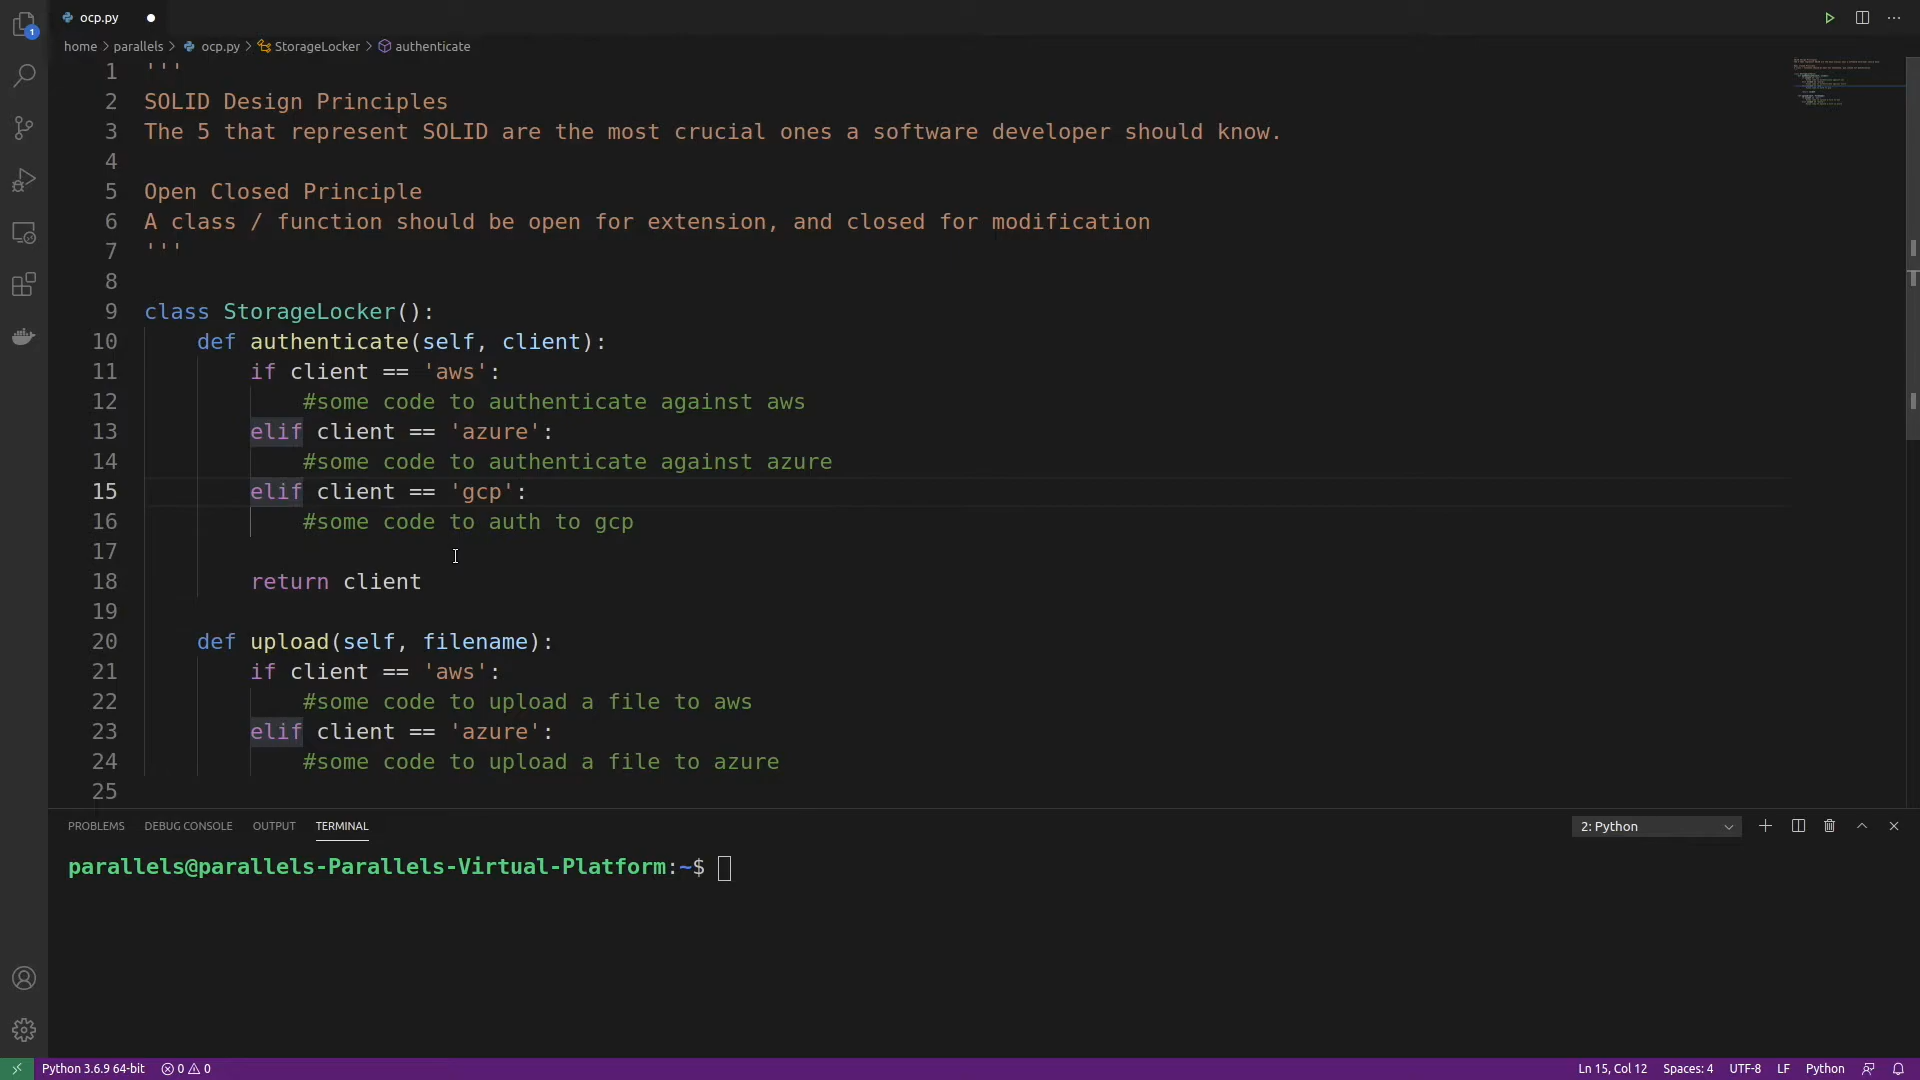 ocp.py
1
home > parallels > ocp.py > StorageLocker > authenticate
1 '''
2 SOLID Design Principles
3 The 5 that represent SOLID are the most crucial ones a software developer should know.
4
5 Open Closed Principle
6 A class / function should be open for extension, and closed for modification
7 '''
8
9 class StorageLocker():
10 def authenticate(self, client):
11 if client == 'aws':
12 #some code to authenticate against aws
13 elif client == 'azure':
14 #some code to authenticate against azure
15 elif client == 'gcp':
16 #some code to auth to gcp
17
18 return client
19
20 def upload(self, filename):
21 if client == 'aws':
22 #some code to upload a file to aws
23 elif client == 'azure':
24 #some code to upload a file to azure
25
PROBLEMS DEBUG CONSOLE OUTPUT TERMINAL 2: Python
parallels@parallels-Parallels-Virtual-Platform:~$
Python 3.6.9 64-bit 0 0 Ln 15, Col 12 Spaces: 4 UTF-8 LF Python